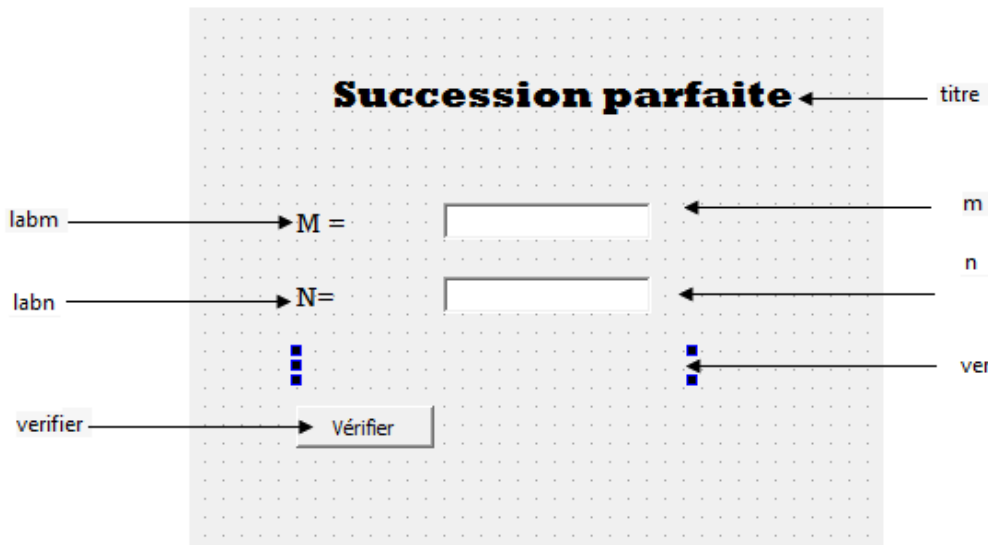 Succession parfaite
titre
labm
M =
m
n
labn
N=
ver
verifier
Vérifier